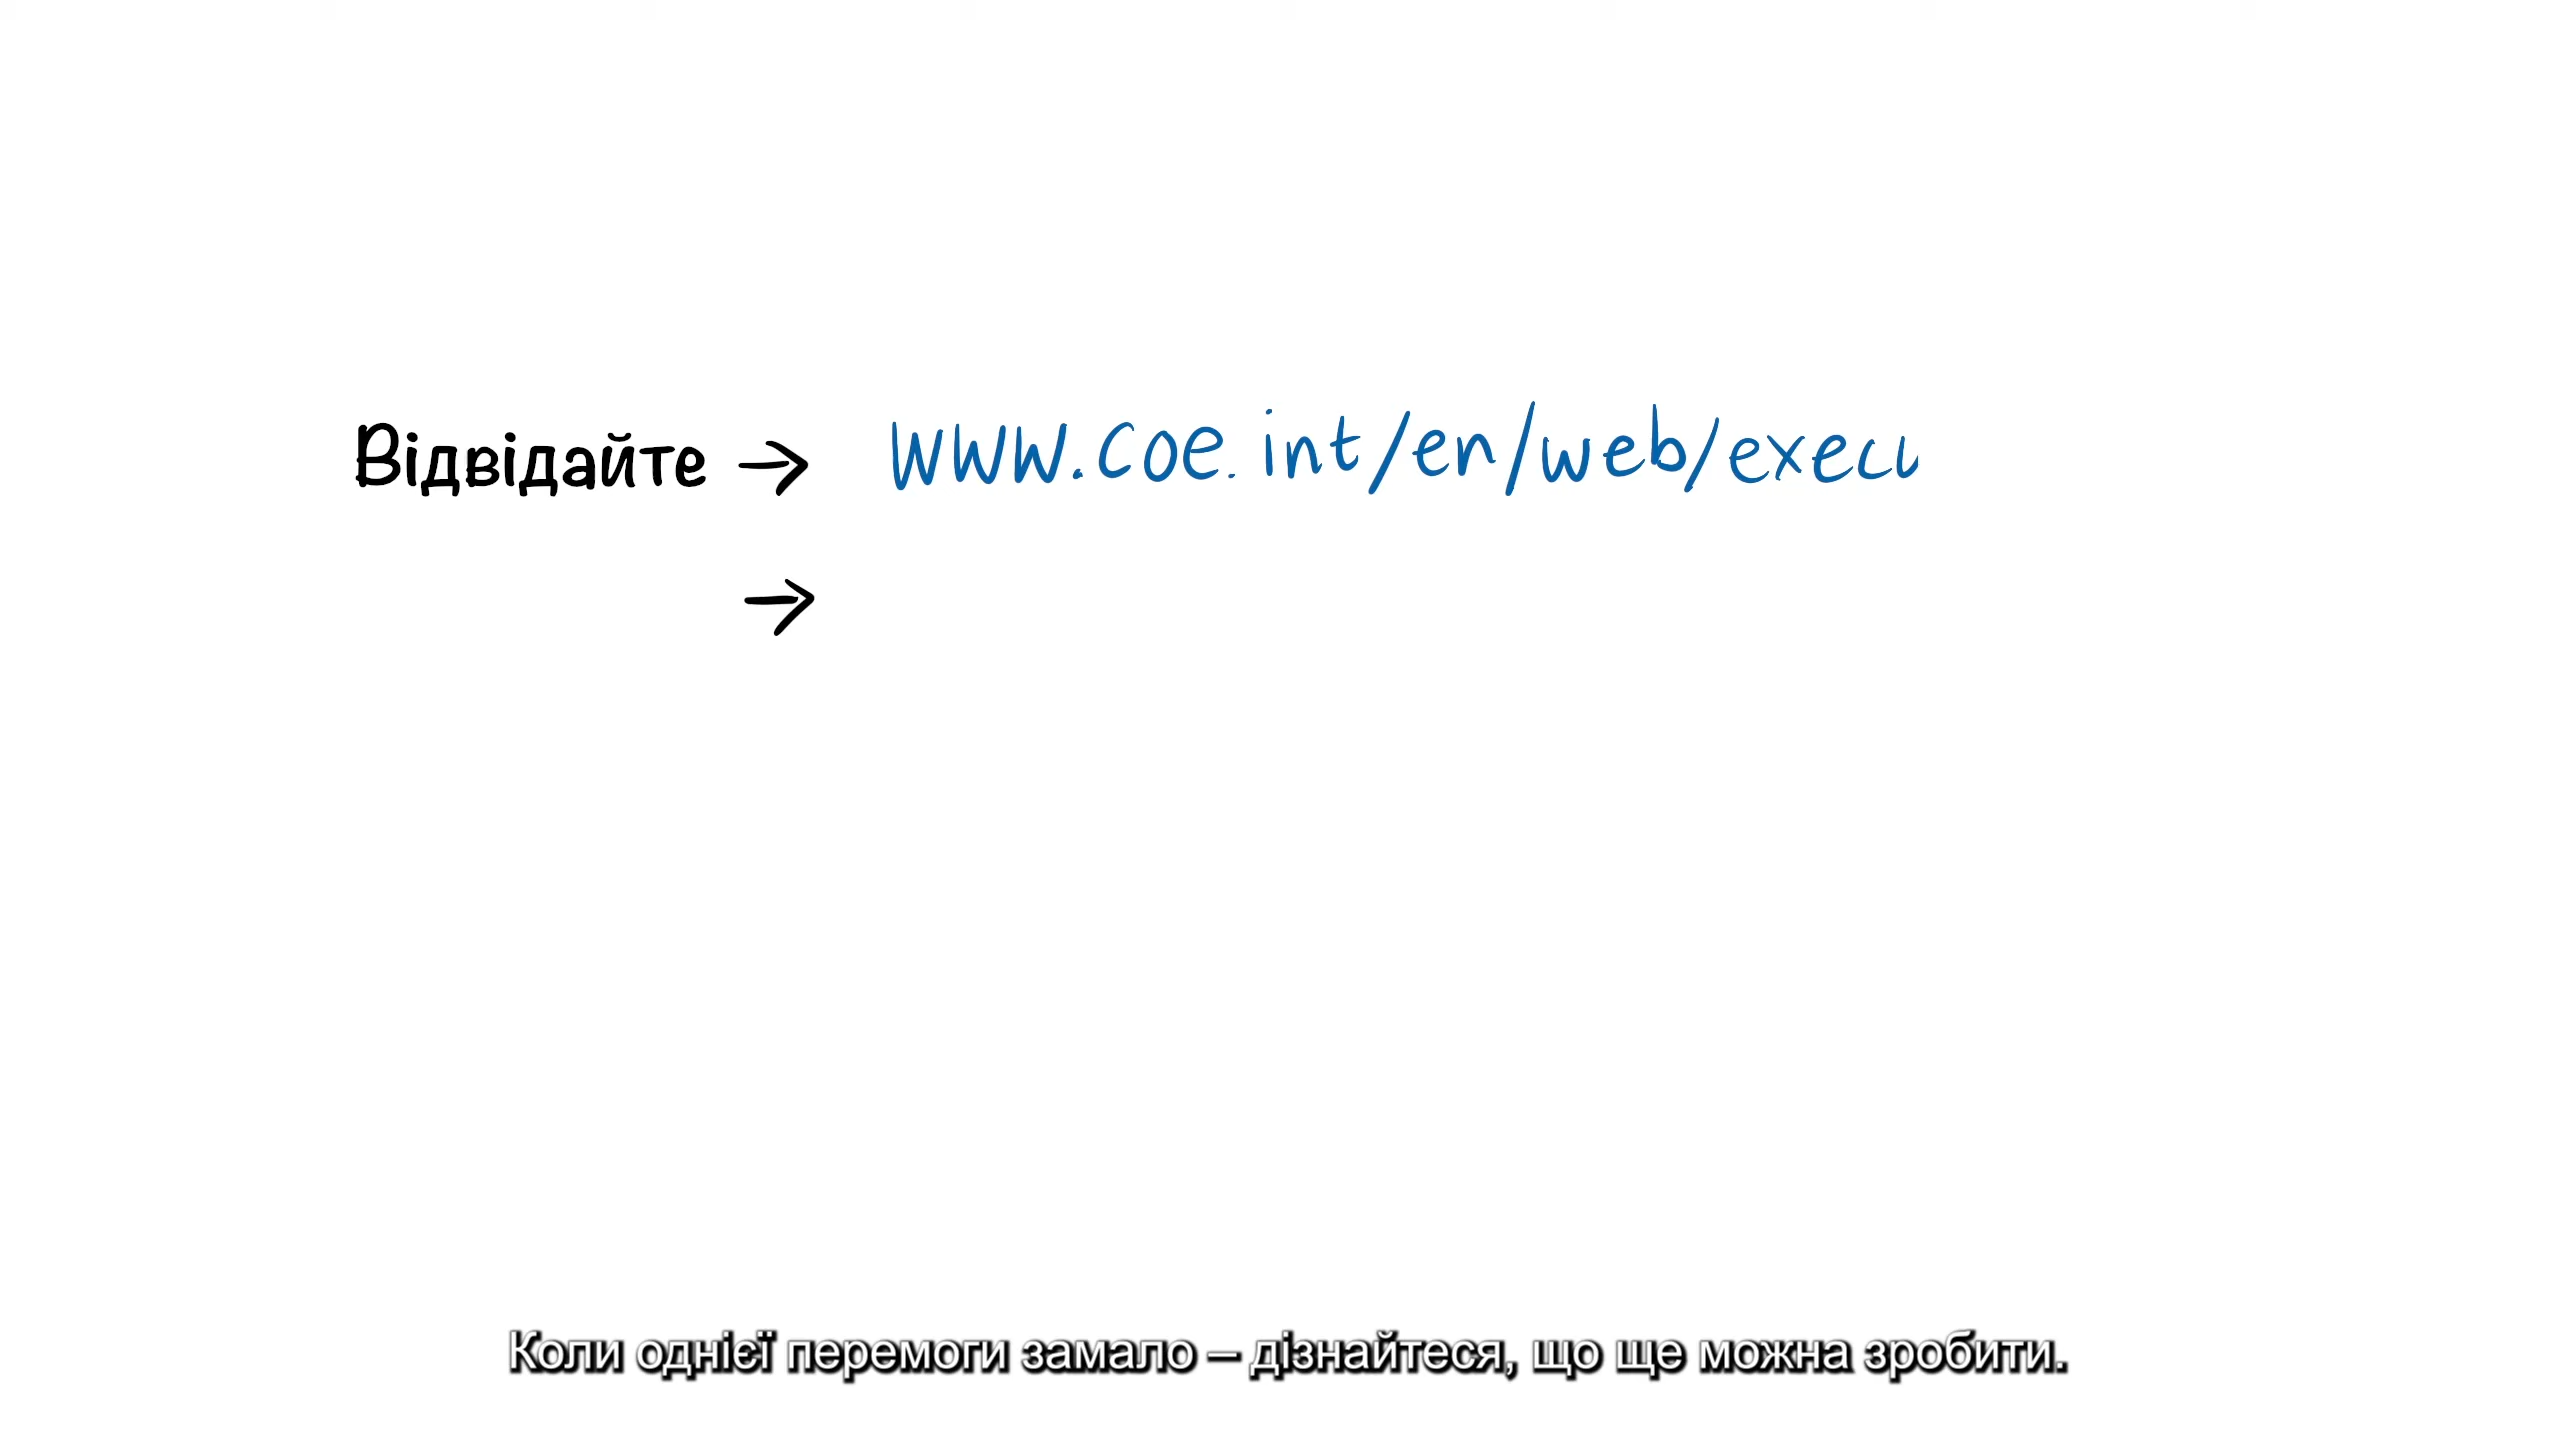 Відвідайте → www.coe.int/en/web/execu
→
Коли однієї перемоги замало – дізнайтеся, що ще можна зробити.